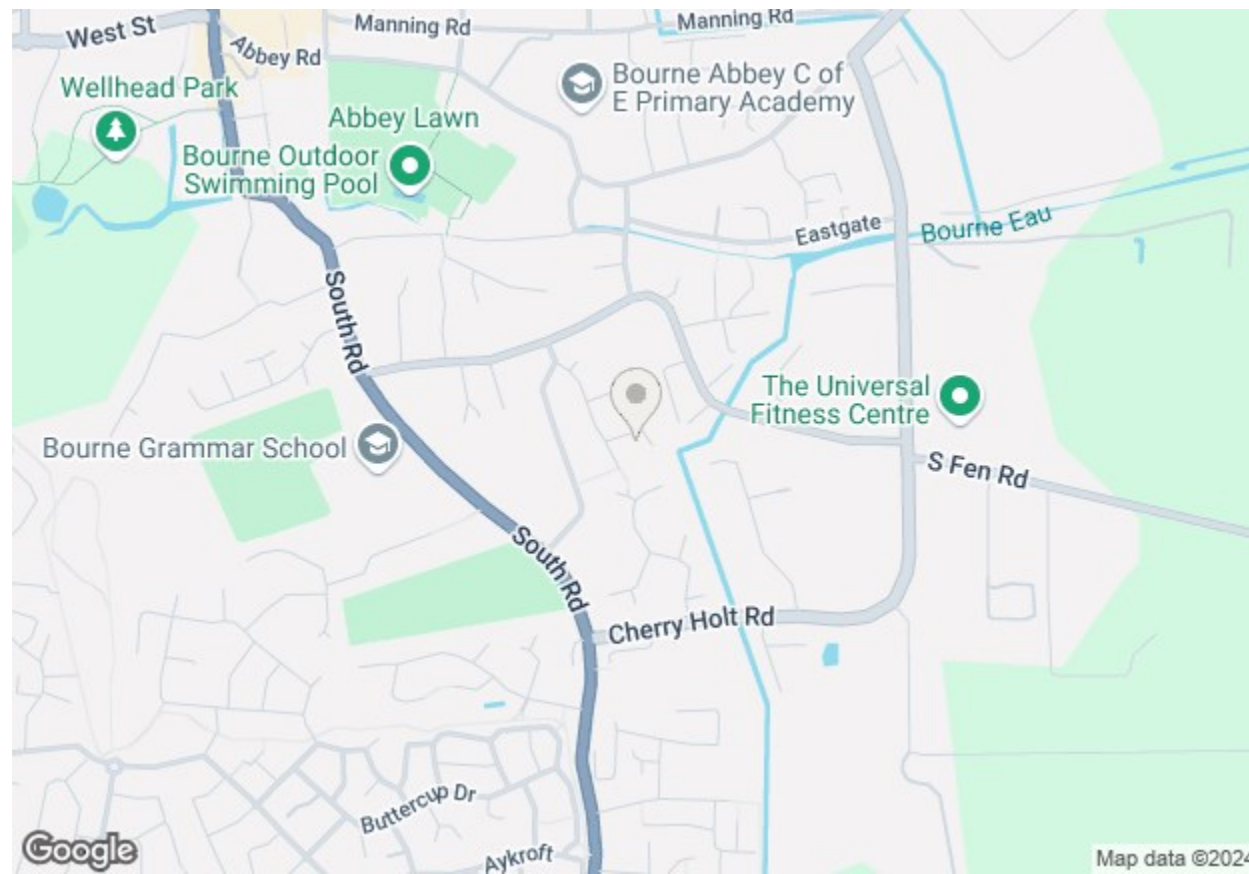 West St
Abbey Rd
Manning Rd
Manning Rd
Wellhead Park
Abbey Lawn
Bourne Outdoor
Swimming Pool
Bourne Abbey C of
E Primary Academy
Eastgate
Bourne Eau
South Rd
The Universal
Fitness Centre
Bourne Grammar School
S Fen Rd
South Rd
Cherry Holt Rd
Buttercup Dr
Aykroft
Google
Map data ©2024